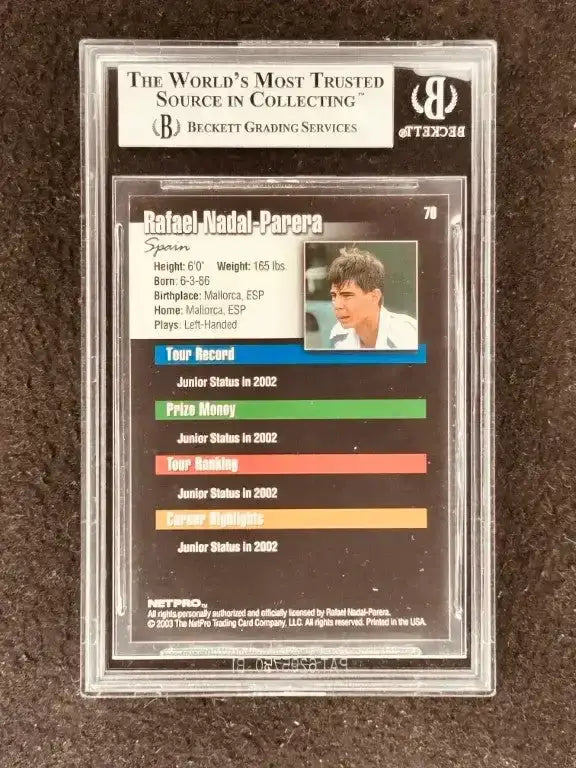 THE WORLD'S MOST TRUSTED
SOURCE IN COLLECTING™
B BECKETT GRADING SERVICES
B
BECKETT®
Rafael Nadal-Parera
70
Spain
Height: 6'0" Weight: 165 lbs.
Born: 6-3-86
Birthplace: Mallorca, ESP
Home: Mallorca, ESP
Plays: Left-Handed
Tour Record
Junior Status in 2002
Prize Money
Junior Status in 2002
Tour Ranking
Junior Status in 2002
Career Highlights
Junior Status in 2002
NETPRO™
All rights personally authorized and officially licensed by Rafael Nadal-Parera.
© 2003 The NetPro Trading Card Company, LLC. All rights reserved. Printed in the USA.